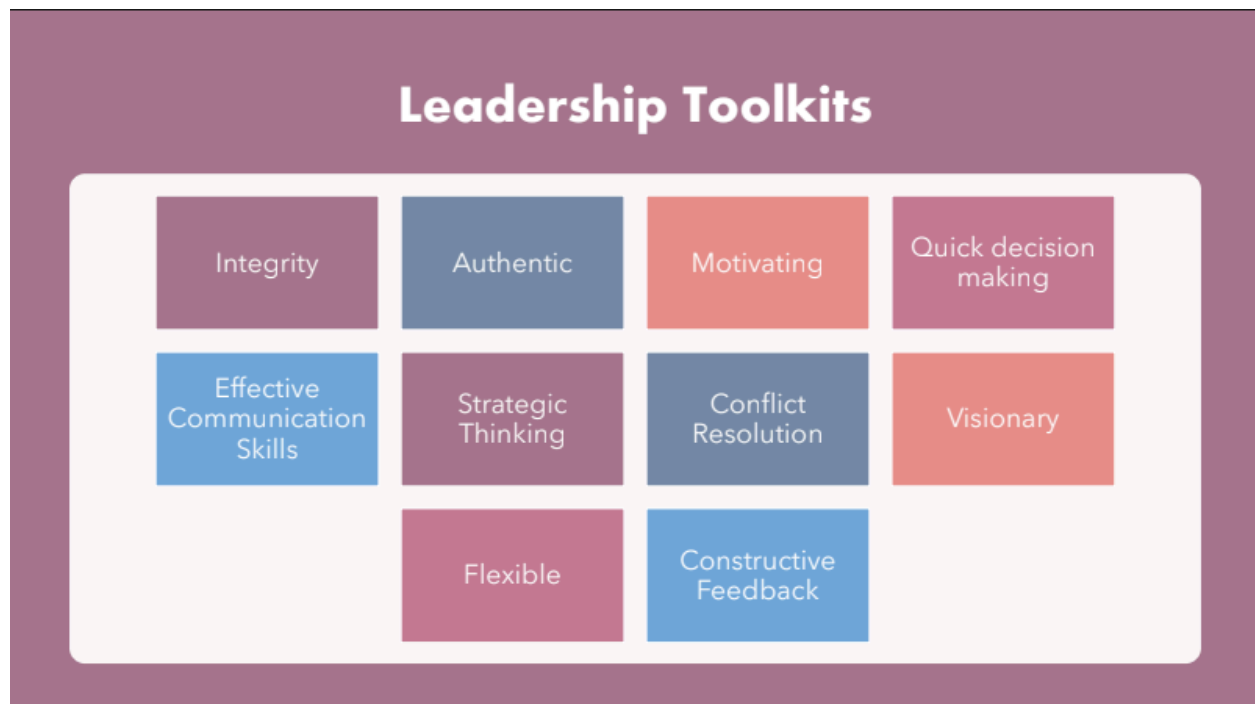 Leadership Toolkits
Integrity
Authentic
Motivating
Quick decision
making
Effective
Communication
Skills
Strategic
Thinking
Conflict
Resolution
Visionary
Flexible
Constructive
Feedback